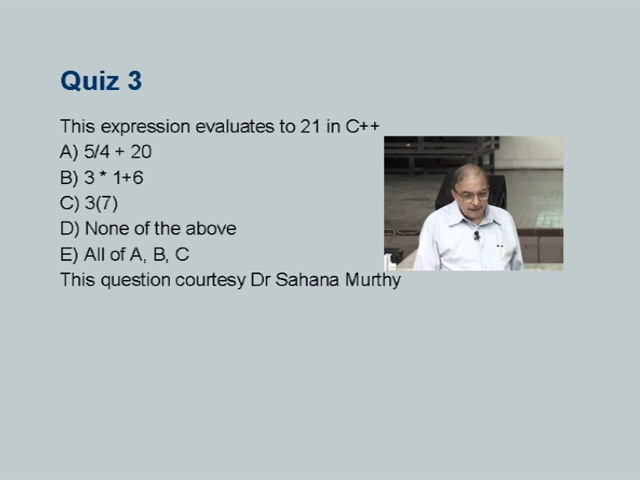 Quiz 3
This expression evaluates to 21 in C++
A) 5/4 + 20
B) 3 * 1+6
C) 3(7)
D) None of the above
E) All of A, B, C
This question courtesy Dr Sahana Murthy